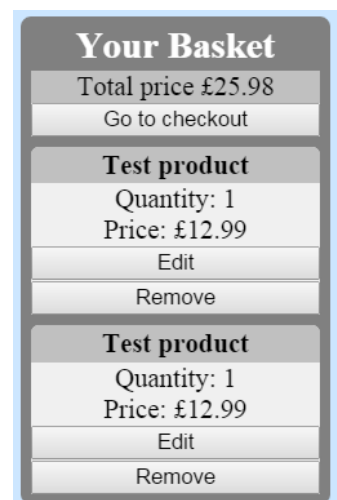 Your Basket
Total price £25.98
Go to checkout
Test product
Quantity: 1
Price: £12.99
Edit
Remove
Test product
Quantity: 1
Price: £12.99
Edit
Remove